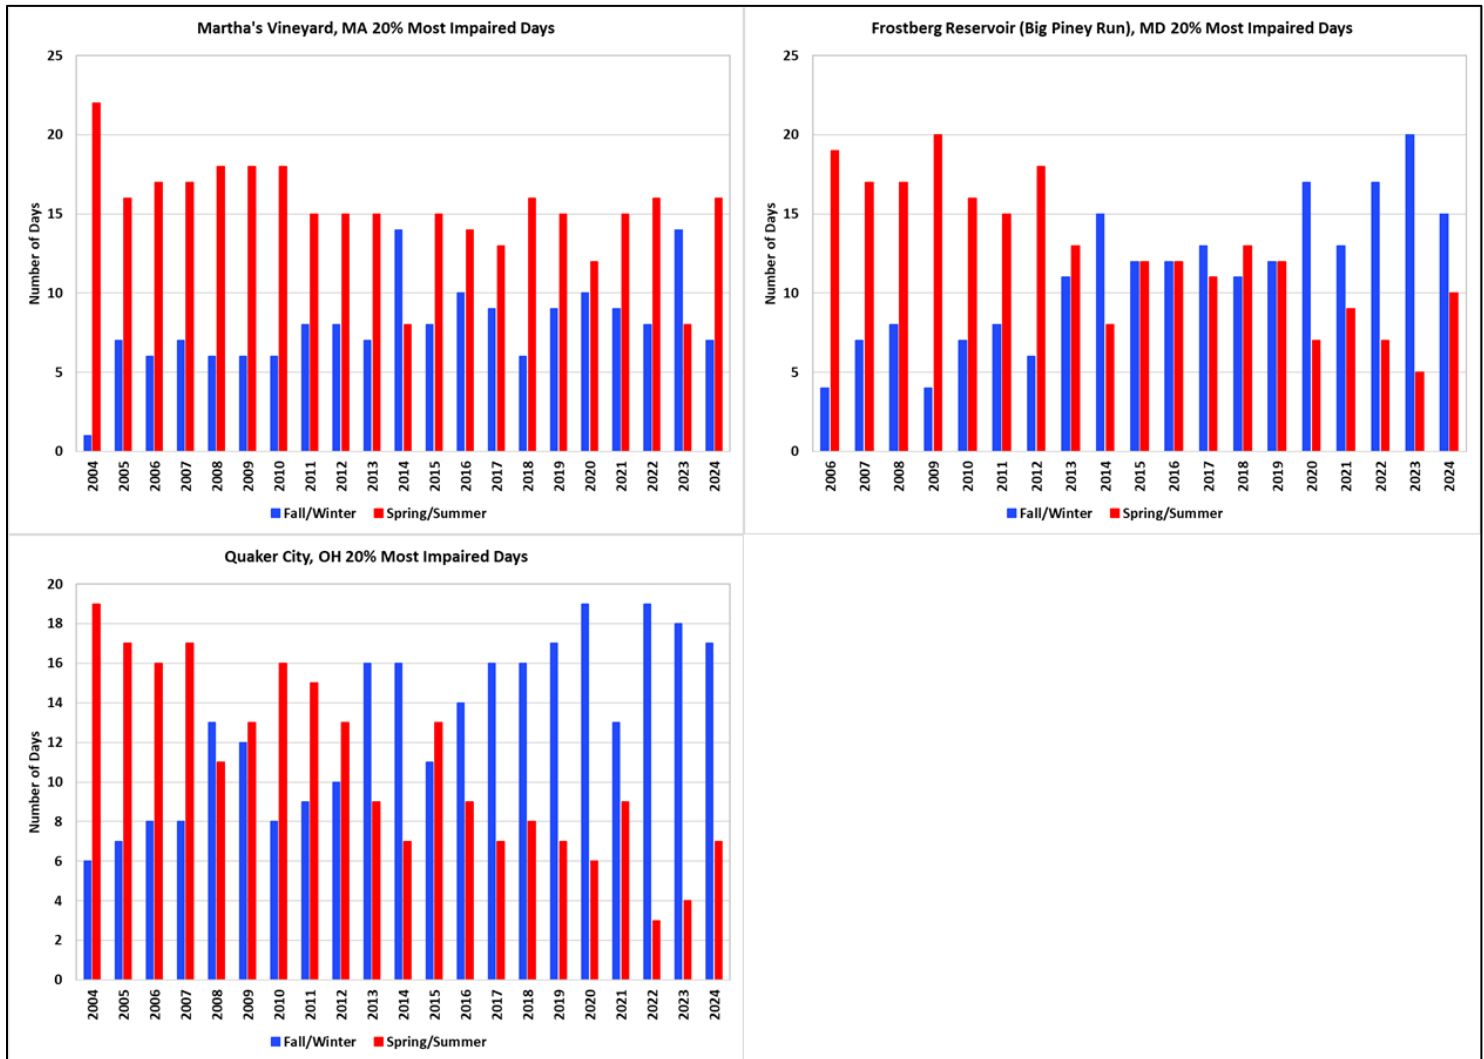 Martha's Vineyard, MA 20% Most Impaired Days
Number of Days
25
20
15
10
5
0
2004 2005 2006 2007 2008 2009 2010 2011 2012 2013 2014 2015 2016 2017 2018 2019 2020 2021 2022 2023 2024
Fall/Winter Spring/Summer
Frostberg Reservoir (Big Piney Run), MD 20% Most Impaired Days
Number of Days
25
20
15
10
5
0
2006 2007 2008 2009 2010 2011 2012 2013 2014 2015 2016 2017 2018 2019 2020 2021 2022 2023 2024
Fall/Winter Spring/Summer
Quaker City, OH 20% Most Impaired Days
Number of Days
20
18
16
14
12
10
8
6
4
2
0
2004 2005 2006 2007 2008 2009 2010 2011 2012 2013 2014 2015 2016 2017 2018 2019 2020 2021 2022 2023 2024
Fall/Winter Spring/Summer